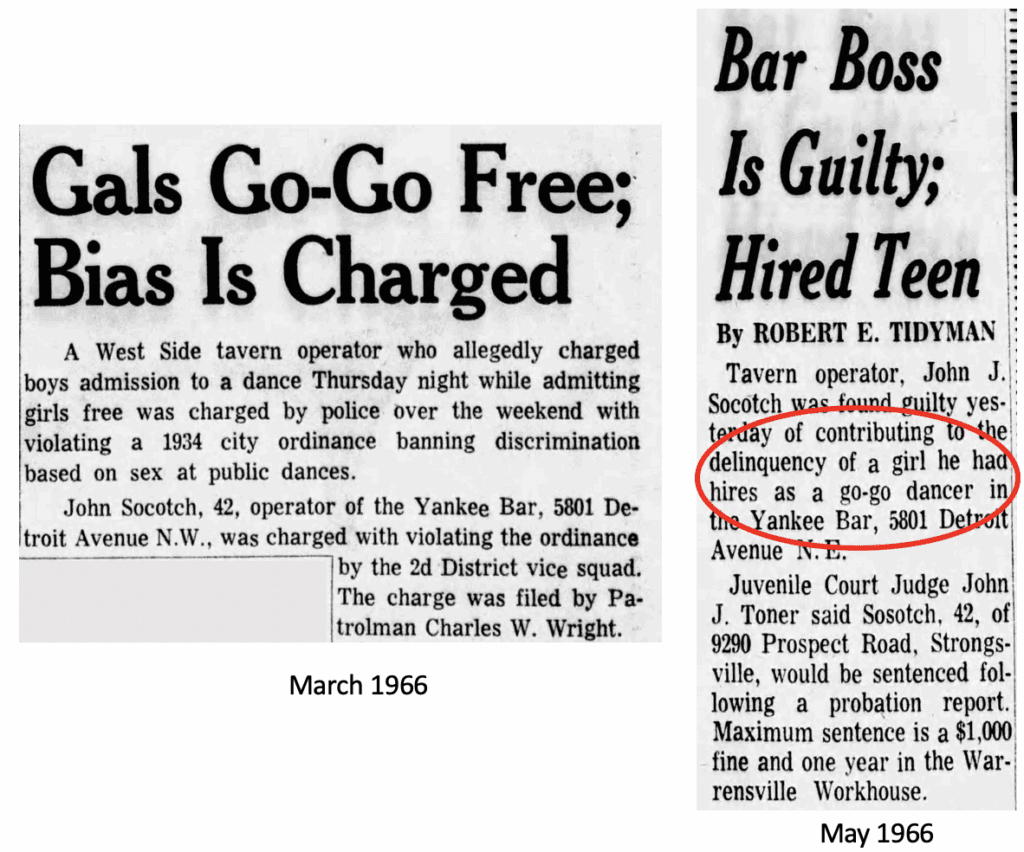 Gals Go-Go Free;
Bias Is Charged
A West Side tavern operator who allegedly charged
boys admission to a dance Thursday night while admitting
girls free was charged by police over the weekend with
violating a 1934 city ordinance banning discrimination
based on sex at public dances.
John Socotch, 42, operator of the Yankee Bar, 5801 De-
troit Avenue N.W., was charged with violating the ordinance
by the 2d District vice squad.
The charge was filed by Pa-
trolman Charles W. Wright.
March 1966
Bar Boss
Is Guilty;
Hired Teen
By ROBERT E. TIDYMAN
Tavern operator, John J.
Socotch was found guilty yes-
terday of contributing to the
delinquency of a girl he had
hires as a go-go dancer in
the Yankee Bar, 5801 Detroit
Avenue N.E.
Juvenile Court Judge John
J. Toner said Sosotch, 42, of
9290 Prospect Road, Strongs-
ville, would be sentenced fol-
lowing a probation report.
Maximum sentence is a $1,000
fine and one year in the War-
rensville Workhouse.
May 1966